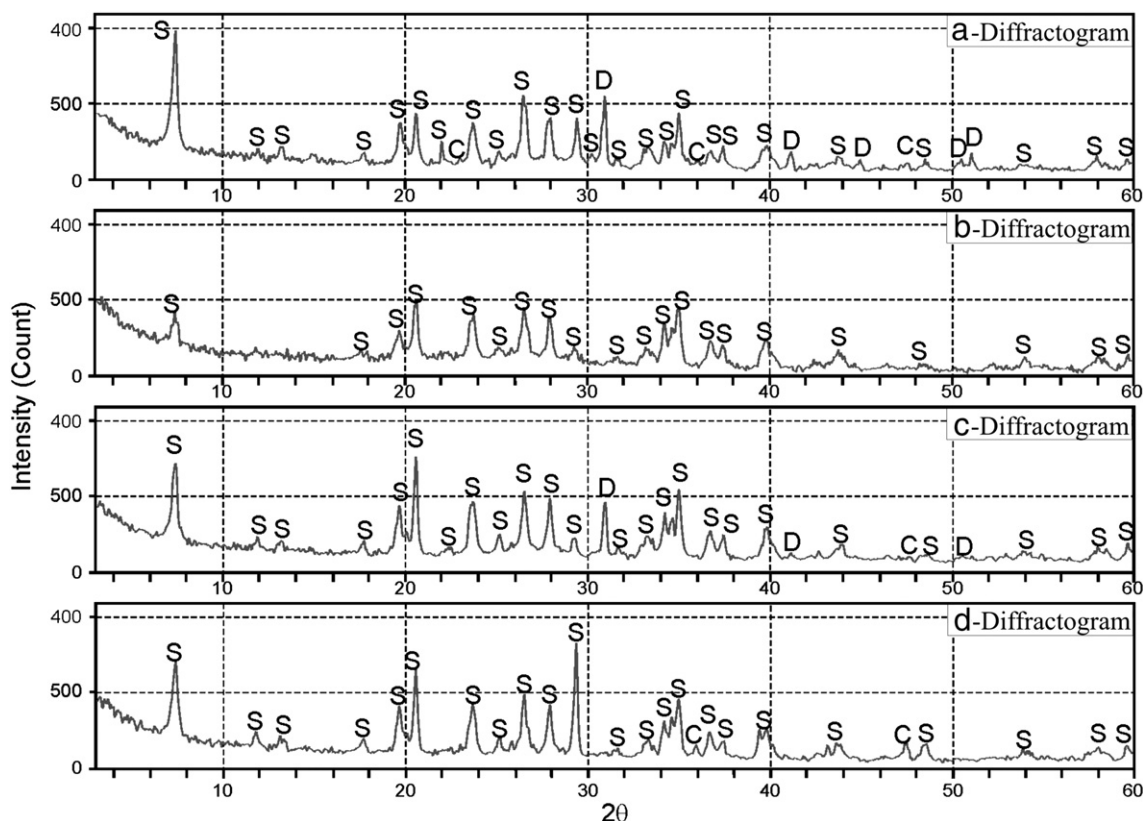 a-Diffractogram
400
500
0
S S S S S S S C S S S S S S D S S S S C S S S D S D C S D D S S S
10 20 30 40 50 60
b-Diffractogram
400
500
0
S S S S S S S S S S S S S S S S S S S S S
10 20 30 40 50 60
c-Diffractogram
400
500
0
S S S S S S S S S S S S D S S S S S S S D S C S D S S S
10 20 30 40 50 60
d-Diffractogram
400
500
0
S S S S S S S S S S S S S S S C S S S S C S S S S
10 20 30 40 50 60
Intensity (Count)
2θ